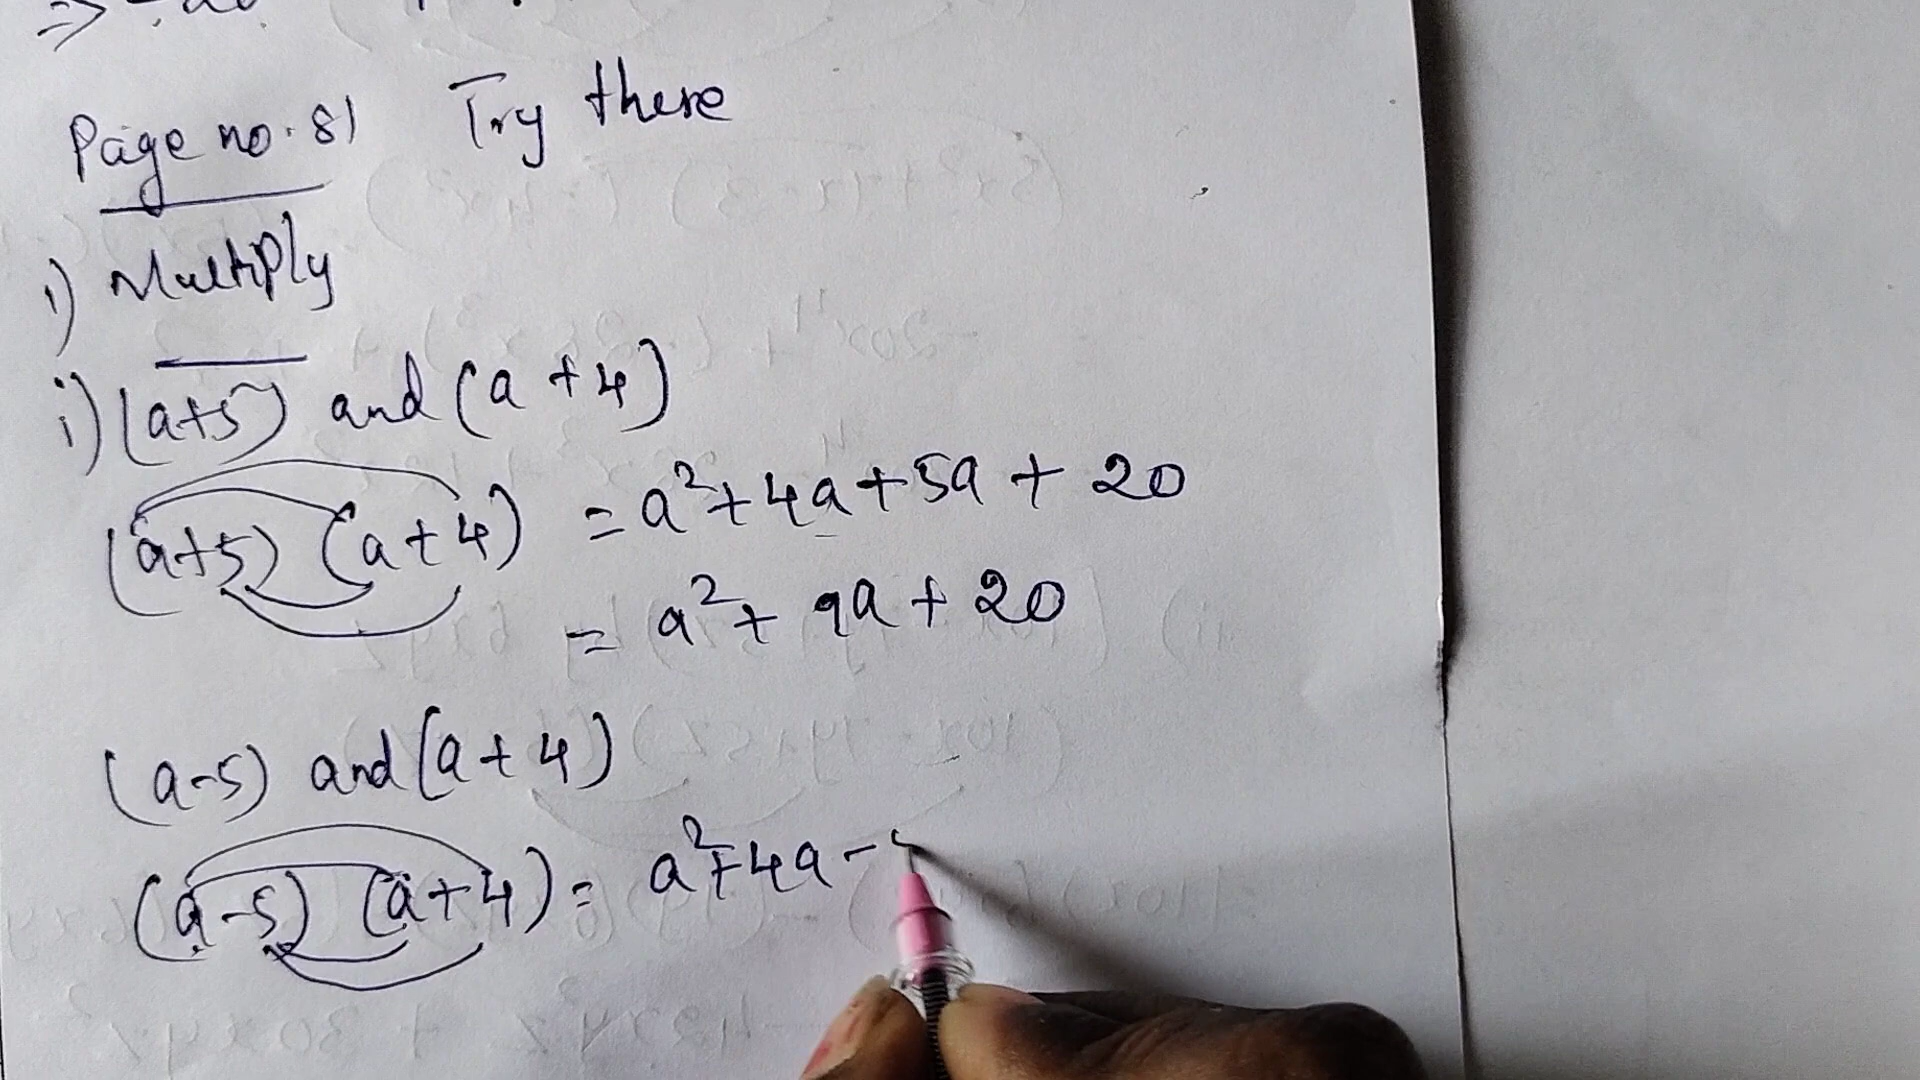 Page no. 81 Try there
1) Multiply
i) (a+5) and (a+4)
(a+5) (a+4) = a²+4a+5a+20
= a²+9a+20
(a-5) and (a+4)
(a-5) (a+4) = a²+4a-